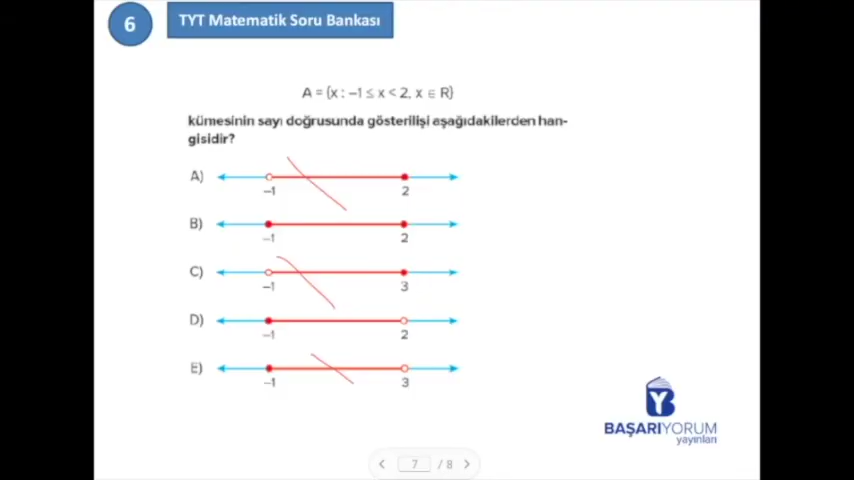 6
TYT Matematik Soru Bankası
A = {x : –1 ≤ x < 2, x ∈ R}
kümesinin sayı doğrusunda gösterilişi aşağıdakilerden han-
gisidir?
A)
–1 2
B)
–1 2
C)
–1 3
D)
–1 2
E)
–1 3
BAŞARIYORUM
yayınları
7 / 8